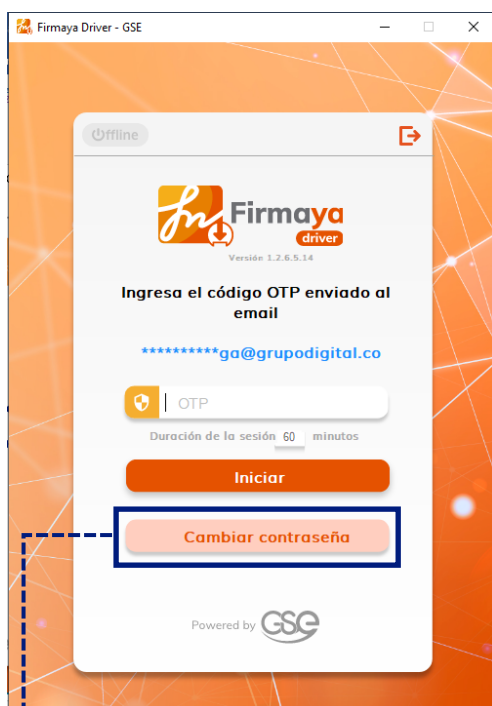 Firmaya Driver - GSE
Offline
Firmaya
driver
Versión 1.2.6.5.14
Ingresa el código OTP enviado al
email
**********ga@grupodigital.co
OTP
Duración de la sesión 60 minutos
Iniciar
Cambiar contraseña
Powered by GSE